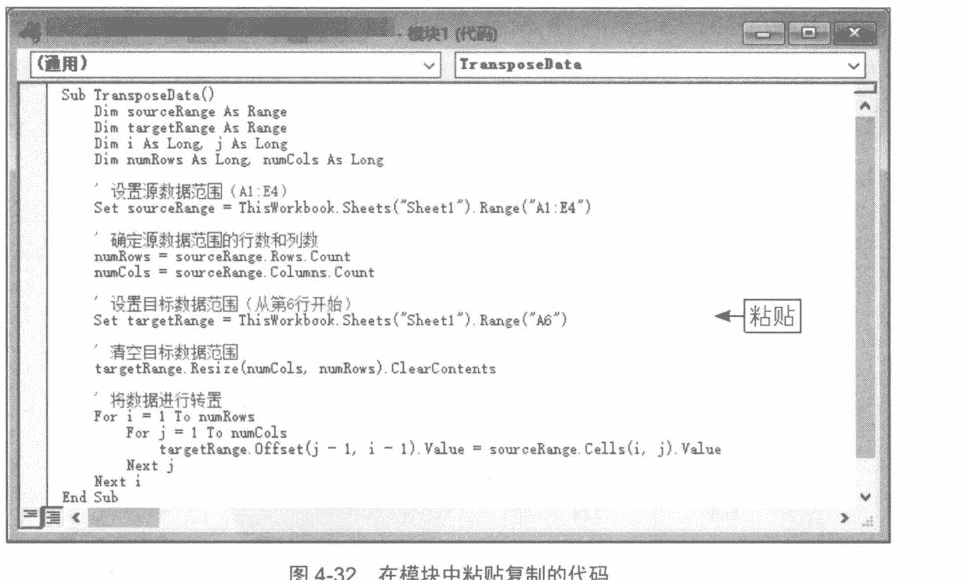 - 模块1 (代码)
(通用)
TransposeData
Sub TransposeData()
Dim sourceRange As Range
Dim targetRange As Range
Dim i As Long, j As Long
Dim numRows As Long, numCols As Long
' 设置源数据范围（A1:E4）
Set sourceRange = ThisWorkbook.Sheets("Sheet1").Range("A1:E4")
' 确定源数据范围的行数和列数
numRows = sourceRange.Rows.Count
numCols = sourceRange.Columns.Count
' 设置目标数据范围（从第6行开始）
Set targetRange = ThisWorkbook.Sheets("Sheet1").Range("A6")
粘贴
' 清空目标数据范围
targetRange.Resize(numCols, numRows).ClearContents
' 将数据进行转置
For i = 1 To numRows
For j = 1 To numCols
targetRange.Offset(j - 1, i - 1).Value = sourceRange.Cells(i, j).Value
Next j
Next i
End Sub
图 4-32 在模块中粘贴复制的代码